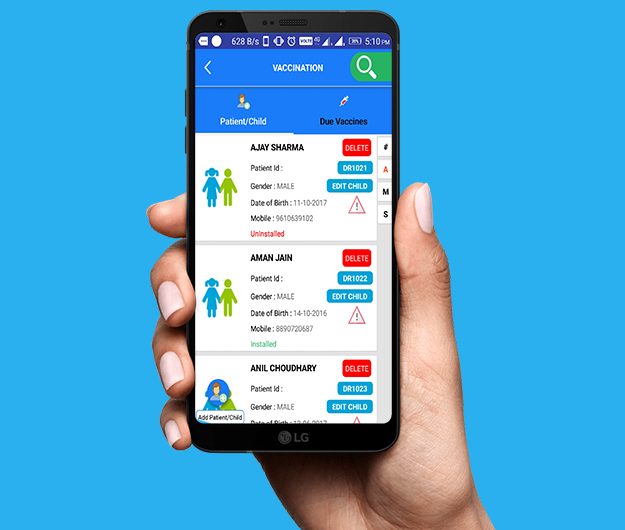 628 B/s VOLTE 4G 5:10 PM
VACCINATION
Patient/Child
Due Vaccines
AJAY SHARMA
DELETE
#
Patient Id :
DR1021
A
Gender : MALE
EDIT CHILD
M
Date of Birth : 11-10-2017
Mobile : 9610639102
S
Uninstalled
AMAN JAIN
DELETE
Patient Id :
DR1022
Gender : MALE
EDIT CHILD
Date of Birth : 14-10-2016
Mobile : 8890720687
Installed
ANIL CHOUDHARY
DELETE
Patient Id :
DR1023
Gender : MALE
EDIT CHILD
Add Patient/Child
Date of Birth : 13-06-2017
LG